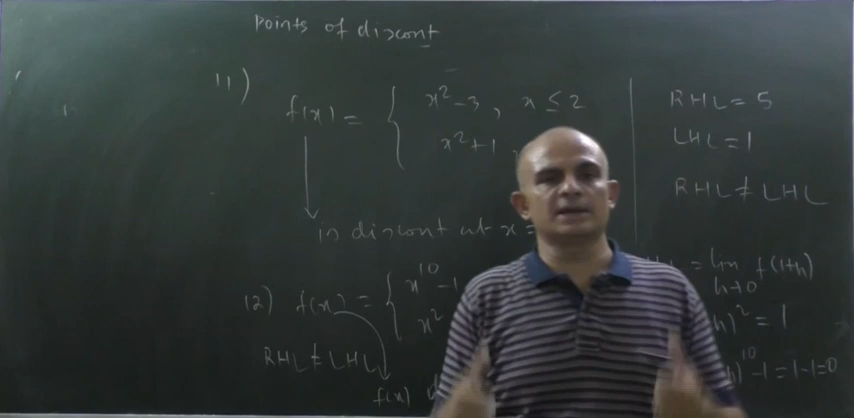 Points of discont
11)
f(x) = { x²-3, x ≤ 2
x²+1,
RHL = 5
LHL = 1
RHL ≠ LHL
is discont at x =
12) f(x) = { x¹⁰-1
x²
RHL ≠ LHL
f(x)
= lim f(1+h)
h→0
h)² = 1
h)¹⁰-1 = 1-1=0